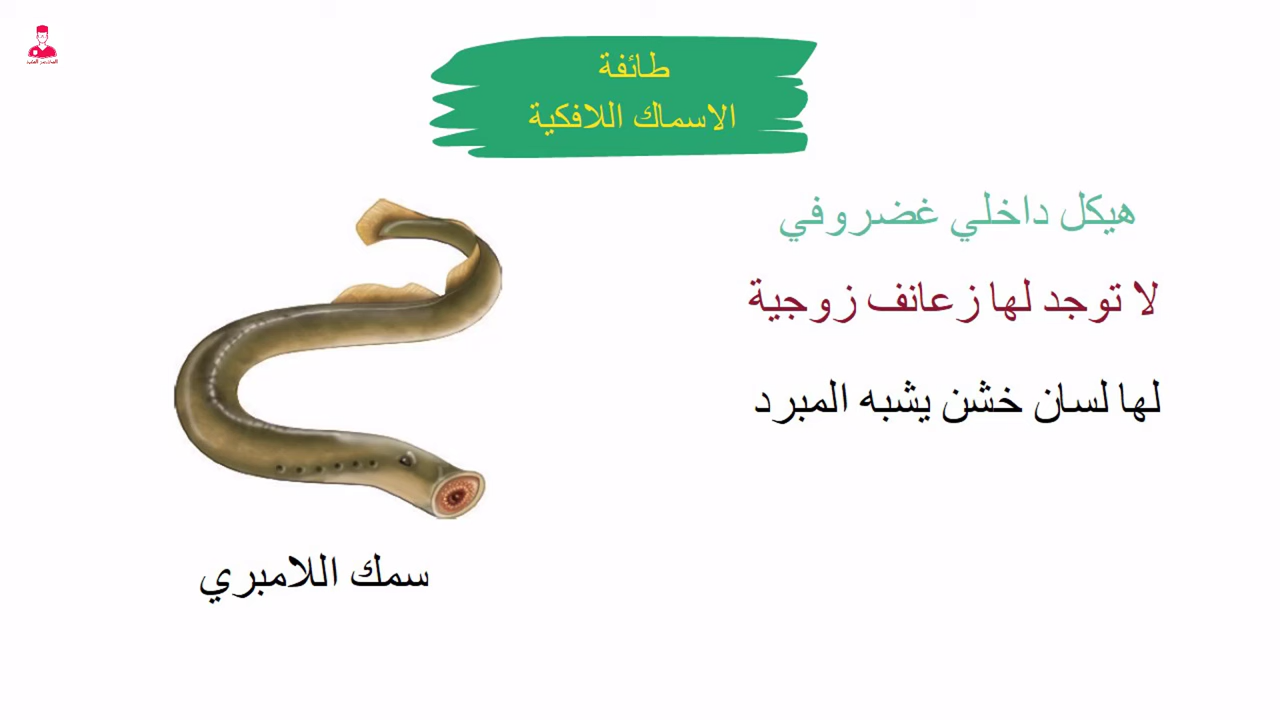 طائفة
الاسماك اللافكية
هيكل داخلي غضروفي
لا توجد لها زعانف زوجية
لها لسان خشن يشبه المبرد
سمك اللامبري